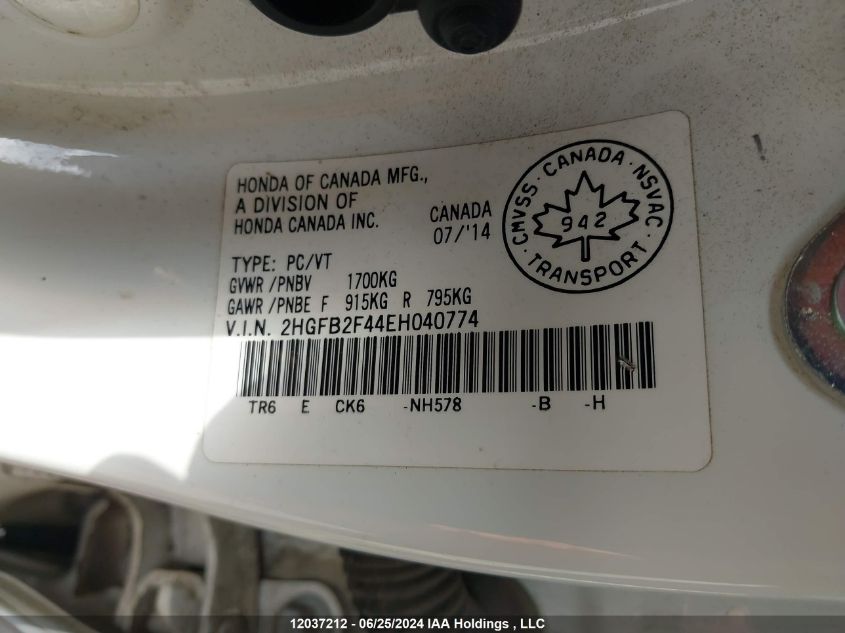 HONDA OF CANADA MFG.,
A DIVISION OF
HONDA CANADA INC.
CANADA
07/'14
CMVSS · CANADA · NSVAC
942
· TRANSPORT ·
TYPE: PC/VT
GVWR /PNBV 1700KG
GAWR /PNBE F 915KG R 795KG
V.I.N. 2HGFB2F44EH040774
TR6 E CK6 -NH578 -B -H
12037212 - 06/25/2024 IAA Holdings , LLC